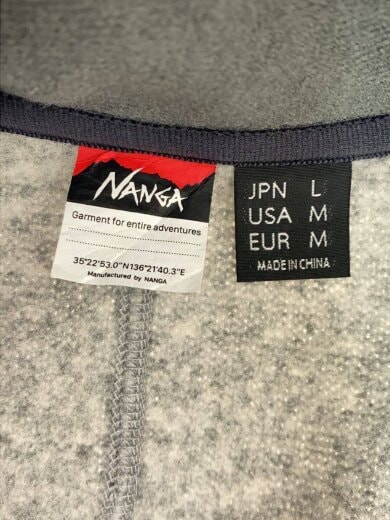 NANGA
Garment for entire adventures
35°22'53.0"N136°21'40.3"E
Manufactured by NANGA
JPN L
USA M
EUR M
MADE IN CHINA